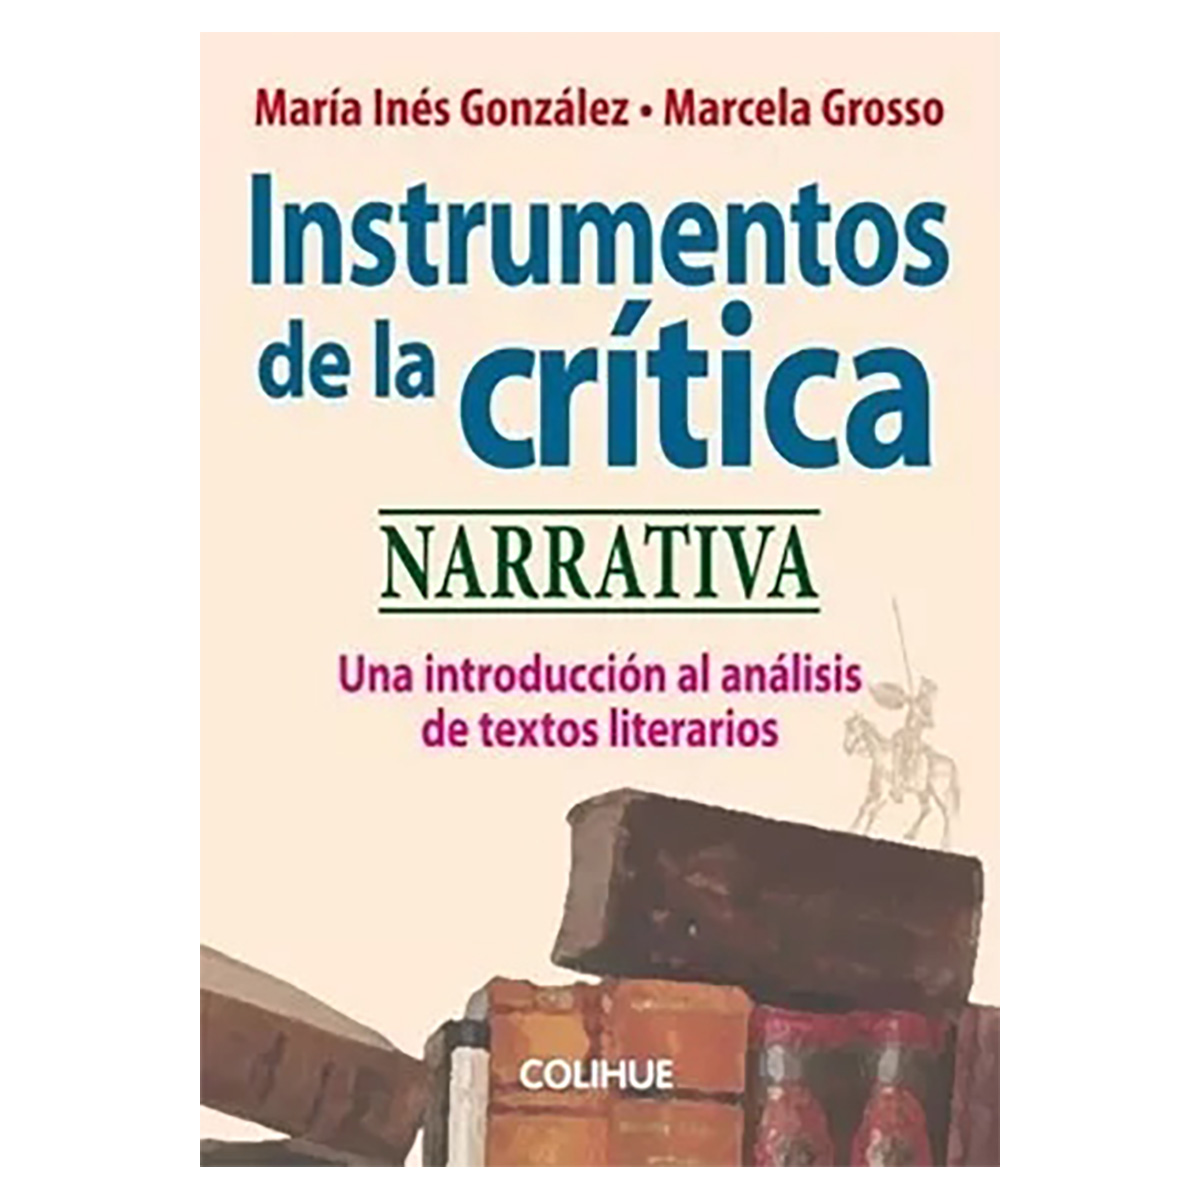 María Inés González • Marcela Grosso
Instrumentos
de la crítica
NARRATIVA
Una introducción al análisis
de textos literarios
COLIHUE